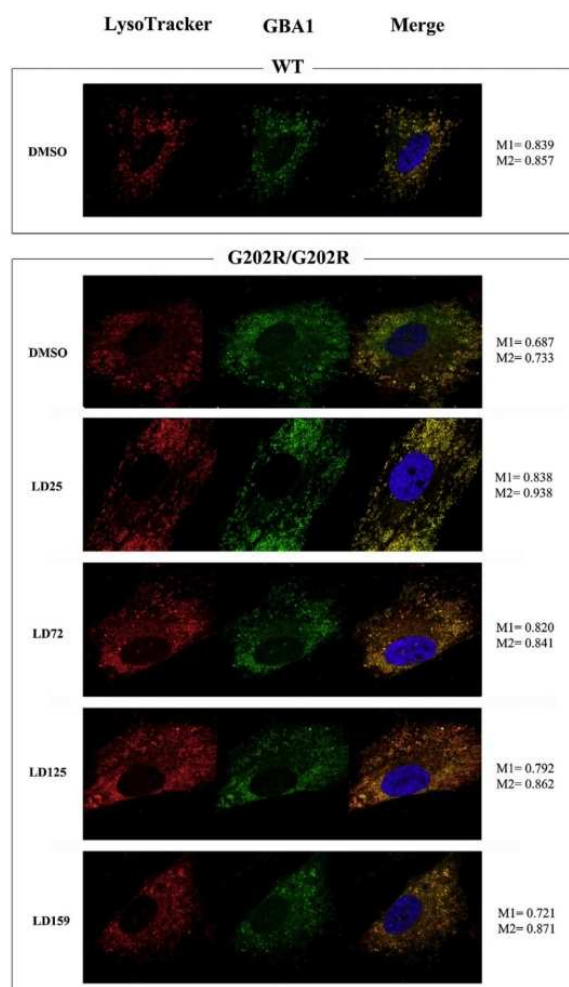 LysoTracker GBA1 Merge
WT
DMSO
M1= 0.839
M2= 0.857
G202R/G202R
DMSO
M1= 0.687
M2= 0.733
LD25
M1= 0.838
M2= 0.938
LD72
M1= 0.820
M2= 0.841
LD125
M1= 0.792
M2= 0.862
LD159
M1= 0.721
M2= 0.871